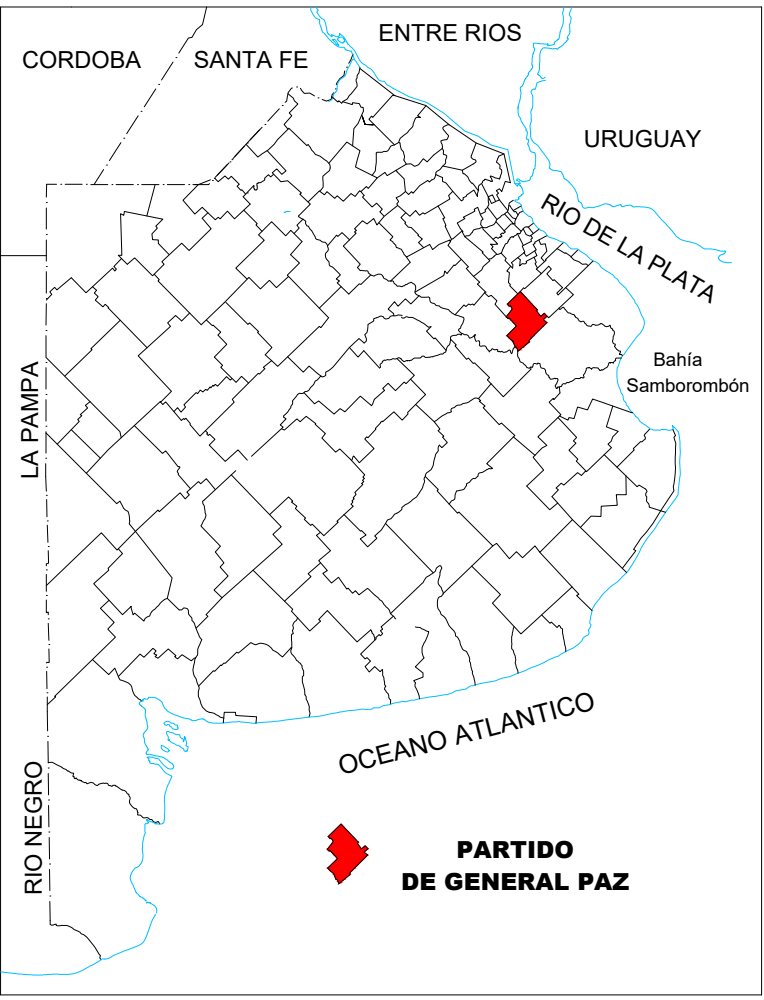 ENTRE RIOS
CORDOBA
SANTA FE
URUGUAY
RIO DE LA PLATA
Bahía
Samborombón
LA PAMPA
OCEANO ATLANTICO
RIO NEGRO
PARTIDO
DE GENERAL PAZ